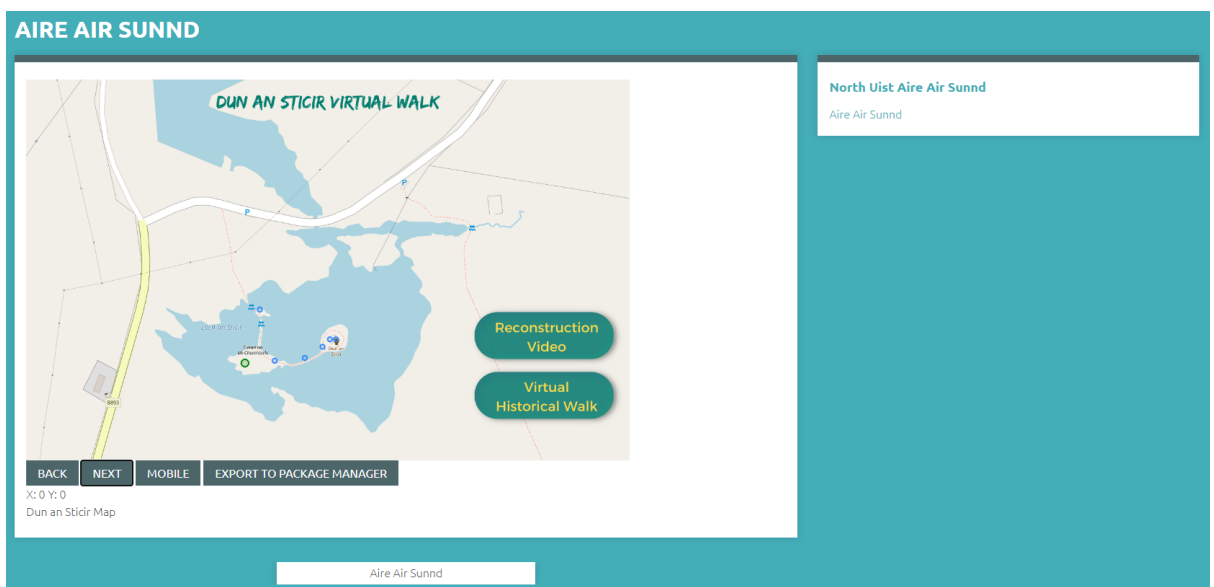 AIRE AIR SUNND
DUN AN STICIR VIRTUAL WALK
P
P
Reconstruction
Video
Virtual
Historical Walk
B893
BACK
NEXT
MOBILE
EXPORT TO PACKAGE MANAGER
X: 0 Y: 0
Dun an Sticir Map
North Uist Aire Air Sunnd
Aire Air Sunnd
Aire Air Sunnd